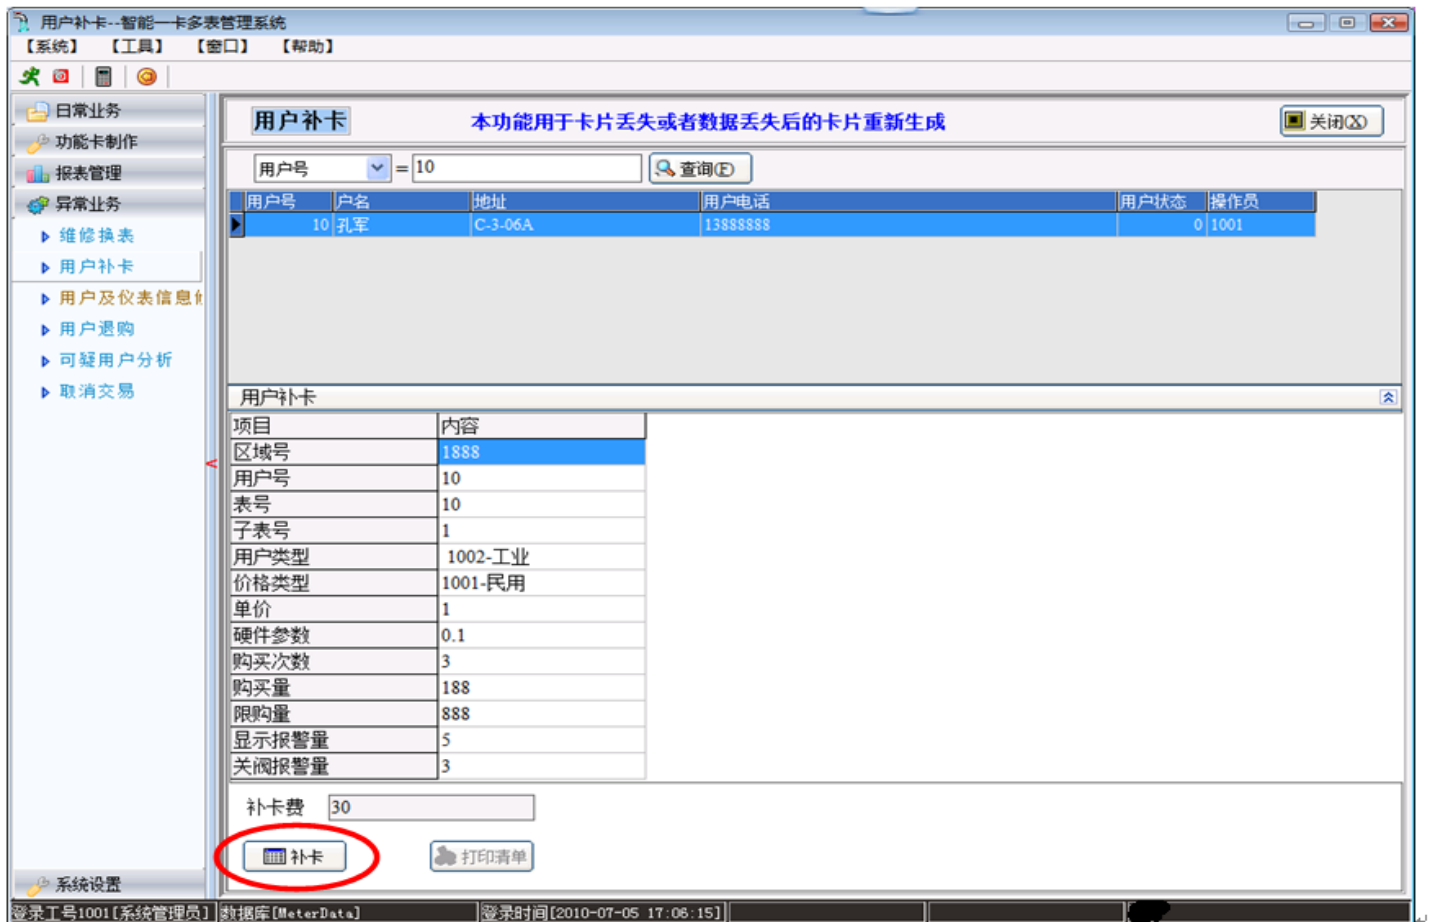 用户补卡--智能一卡多表管理系统
【系统】 【工具】 【窗口】 【帮助】
日常业务
功能卡制作
报表管理
异常业务
维修换表
用户补卡
用户及仪表信息
用户退购
可疑用户分析
取消交易
系统设置
用户补卡 本功能用于卡片丢失或者数据丢失后的卡片重新生成 关闭(X)
用户号 = 10 查询(F)
用户号 户名 地址 用户电话 用户状态 操作员
10 孔军 C-3-06A 13888888 0 1001
用户补卡
项目 内容
区域号 1888
用户号 10
表号 10
子表号 1
用户类型 1002-工业
价格类型 1001-民用
单价 1
硬件参数 0.1
购买次数 3
购买量 188
限购量 888
显示报警量 5
关阀报警量 3
补卡费 30
补卡 打印清单
登录工号1001[系统管理员] 数据库[MeterData] 登录时间[2010-07-05 17:06:15]